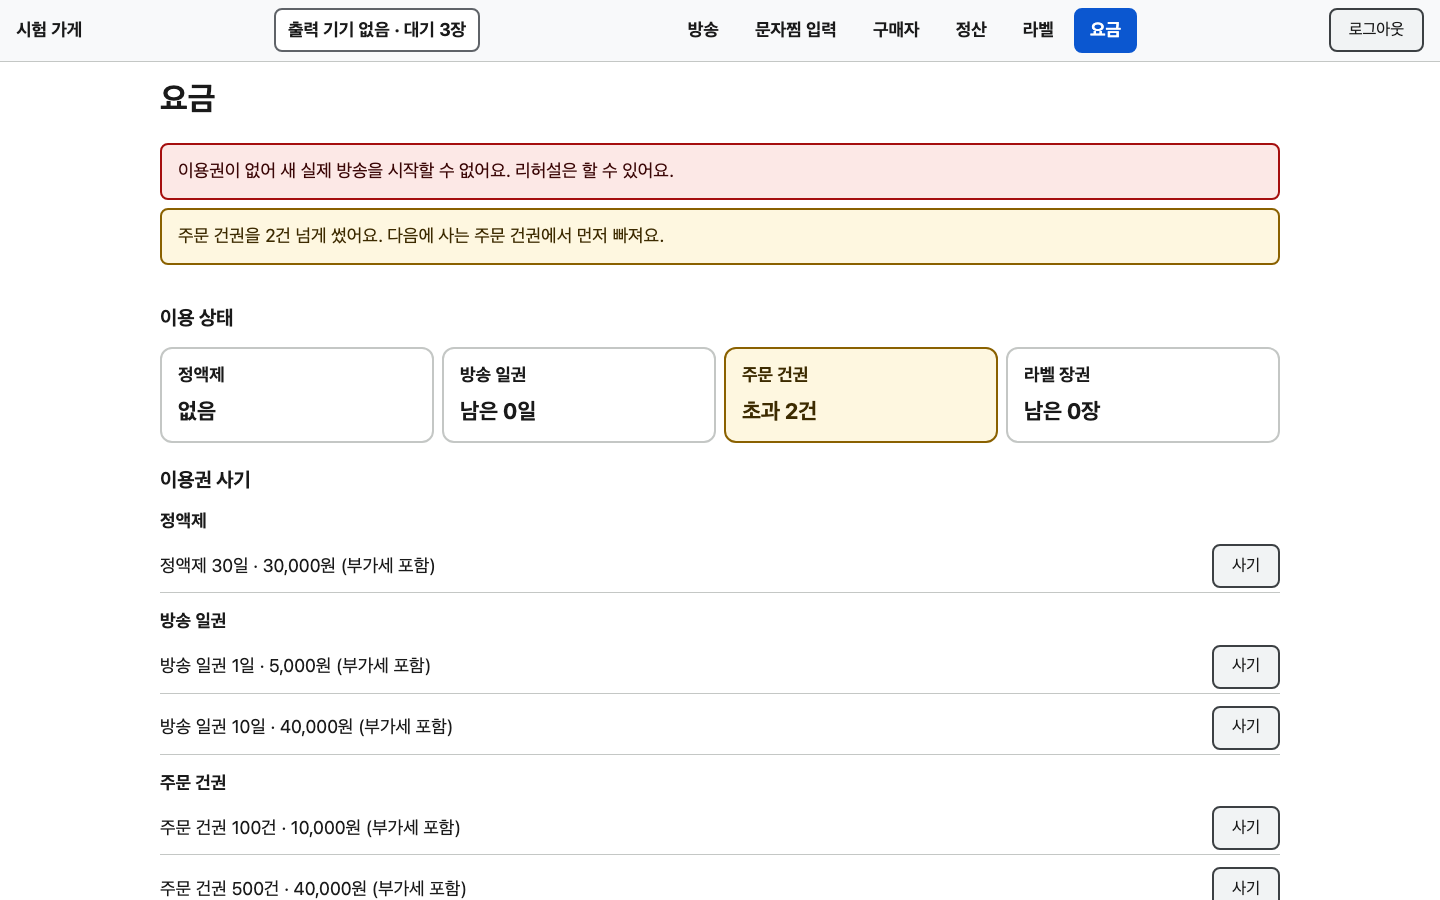 시험 가게
출력 기기 없음 · 대기 3장
방송
문자찜 입력
구매자
정산
라벨
요금
로그아웃
요금
이용권이 없어 새 실제 방송을 시작할 수 없어요. 리허설은 할 수 있어요.
주문 건권을 2건 넘게 썼어요. 다음에 사는 주문 건권에서 먼저 빠져요.
이용 상태
정액제
없음
방송 일권
남은 0일
주문 건권
초과 2건
라벨 장권
남은 0장
이용권 사기
정액제
정액제 30일 · 30,000원 (부가세 포함)
사기
방송 일권
방송 일권 1일 · 5,000원 (부가세 포함)
사기
방송 일권 10일 · 40,000원 (부가세 포함)
사기
주문 건권
주문 건권 100건 · 10,000원 (부가세 포함)
사기
주문 건권 500건 · 40,000원 (부가세 포함)
사기